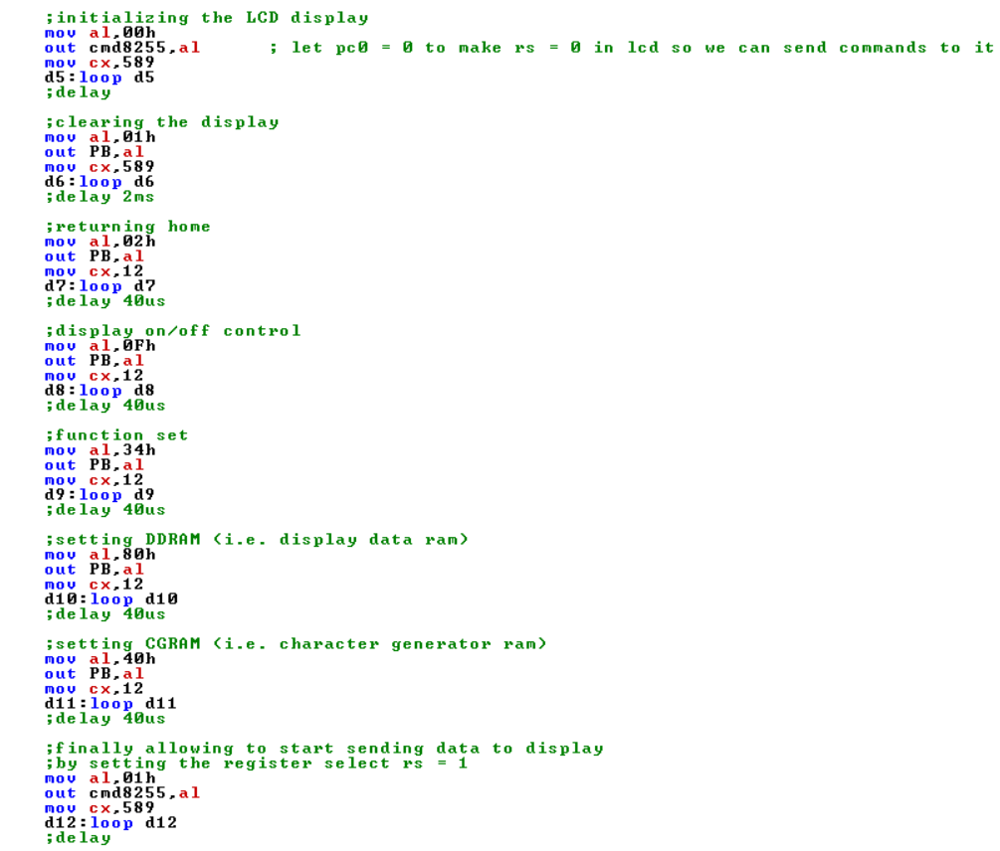 ;initializing the LCD display
mov al,00h
out cmd8255,al ; let pc0 = 0 to make rs = 0 in lcd so we can send commands to it
mov cx,589
d5:loop d5
;delay
;clearing the display
mov al,01h
out PB,al
mov cx,589
d6:loop d6
;delay 2ms
;returning home
mov al,02h
out PB,al
mov cx,12
d7:loop d7
;delay 40us
;display on/off control
mov al,0Fh
out PB,al
mov cx,12
d8:loop d8
;delay 40us
;function set
mov al,34h
out PB,al
mov cx,12
d9:loop d9
;delay 40us
;setting DDRAM (i.e. display data ram)
mov al,80h
out PB,al
mov cx,12
d10:loop d10
;delay 40us
;setting CGRAM (i.e. character generator ram)
mov al,40h
out PB,al
mov cx,12
d11:loop d11
;delay 40us
;finally allowing to start sending data to display
;by setting the register select rs = 1
mov al,01h
out cmd8255,al
mov cx,589
d12:loop d12
;delay